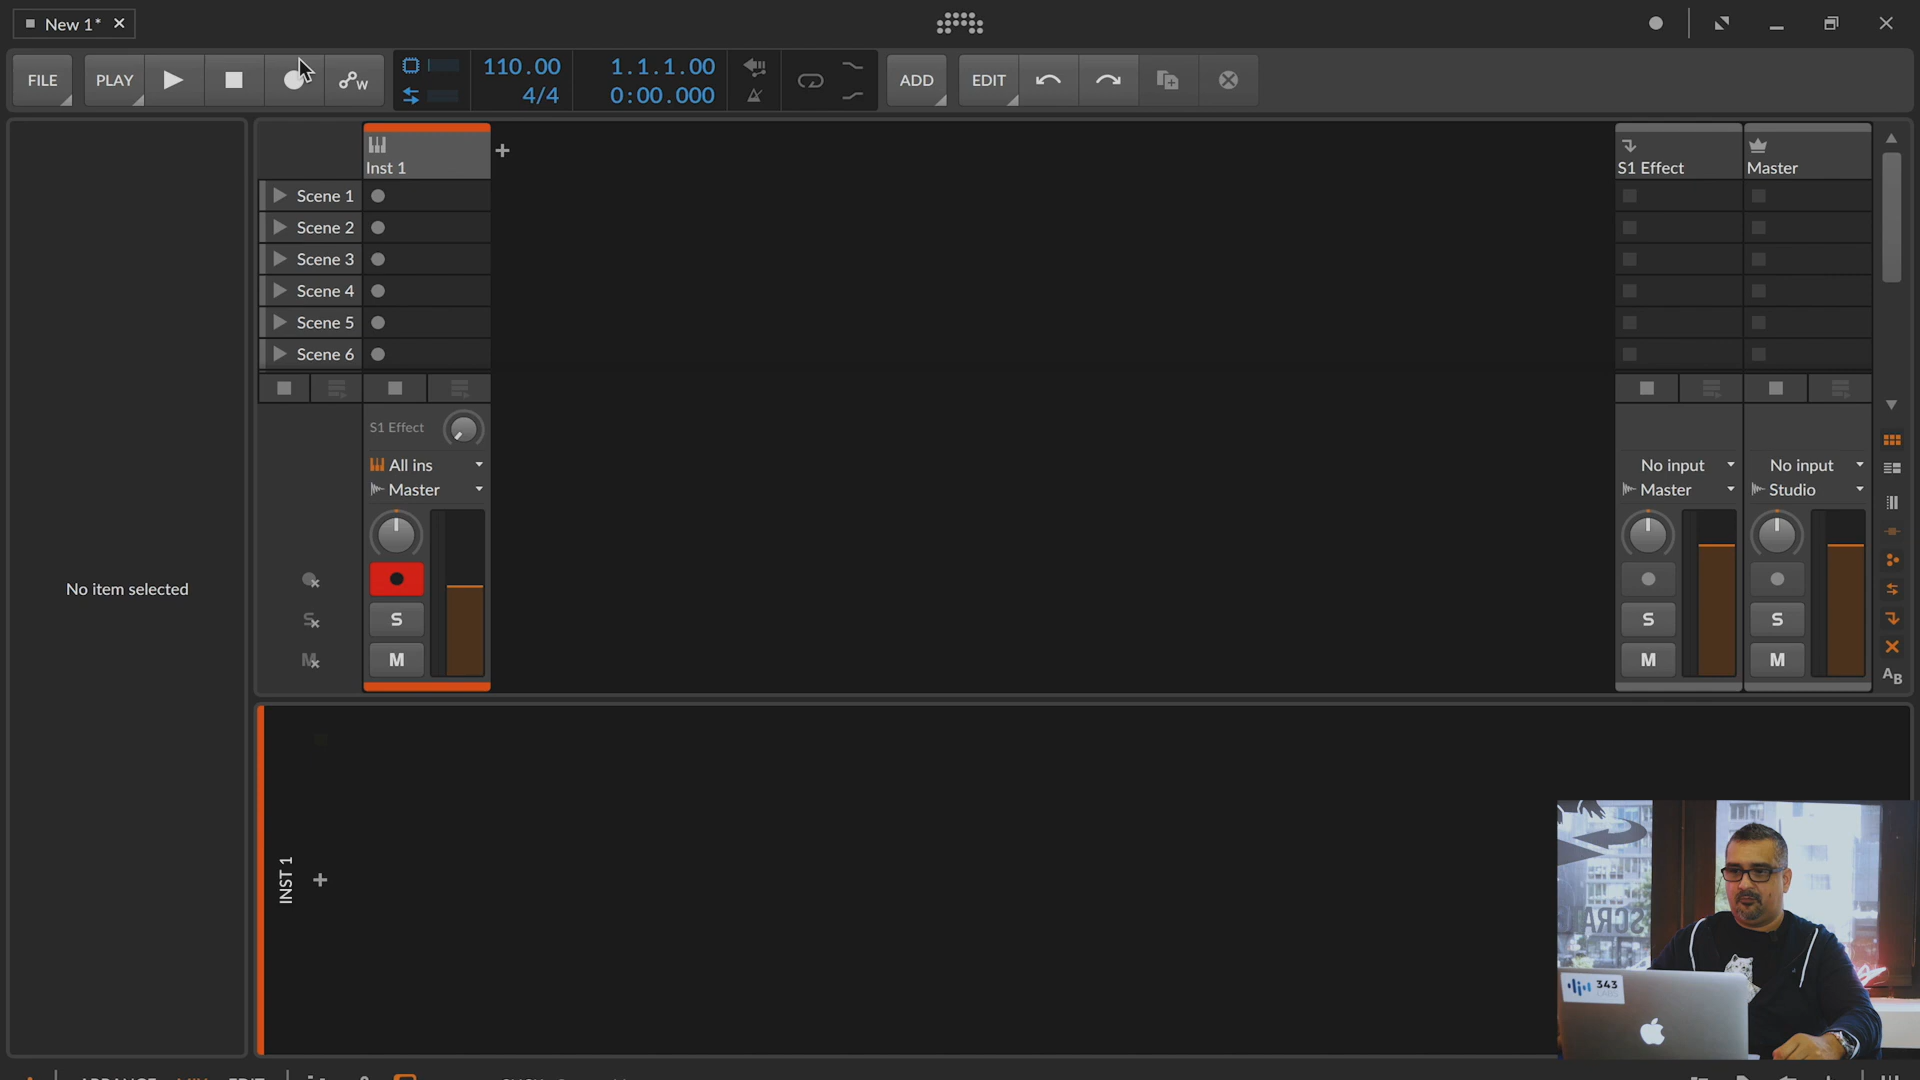 New 1*
FILE
PLAY
W
110.00
4/4
1.1.1.00
0:00.000
ADD
EDIT
Inst 1
S1 Effect
Master
Scene 1
Scene 2
Scene 3
Scene 4
Scene 5
Scene 6
S1 Effect
All ins
Master
No input
Master
No input
Studio
S
M
S
M
S
M
S
M
AB
No item selected
INST 1
343